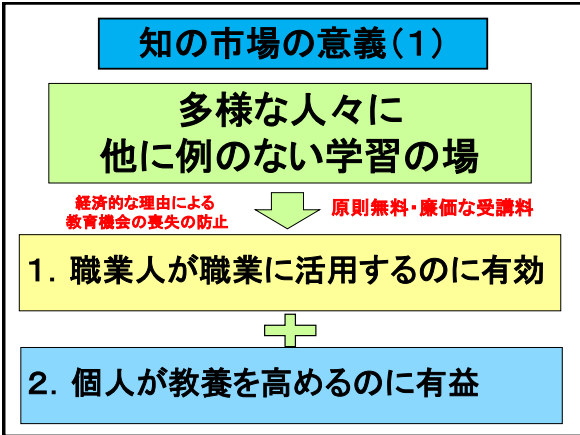 知の市場の意義(1)
多様な人々に
他に例のない学習の場
経済的な理由による
教育機会の喪失の防止
原則無料・廉価な受講料
1. 職業人が職業に活用するのに有効
2. 個人が教養を高めるのに有益